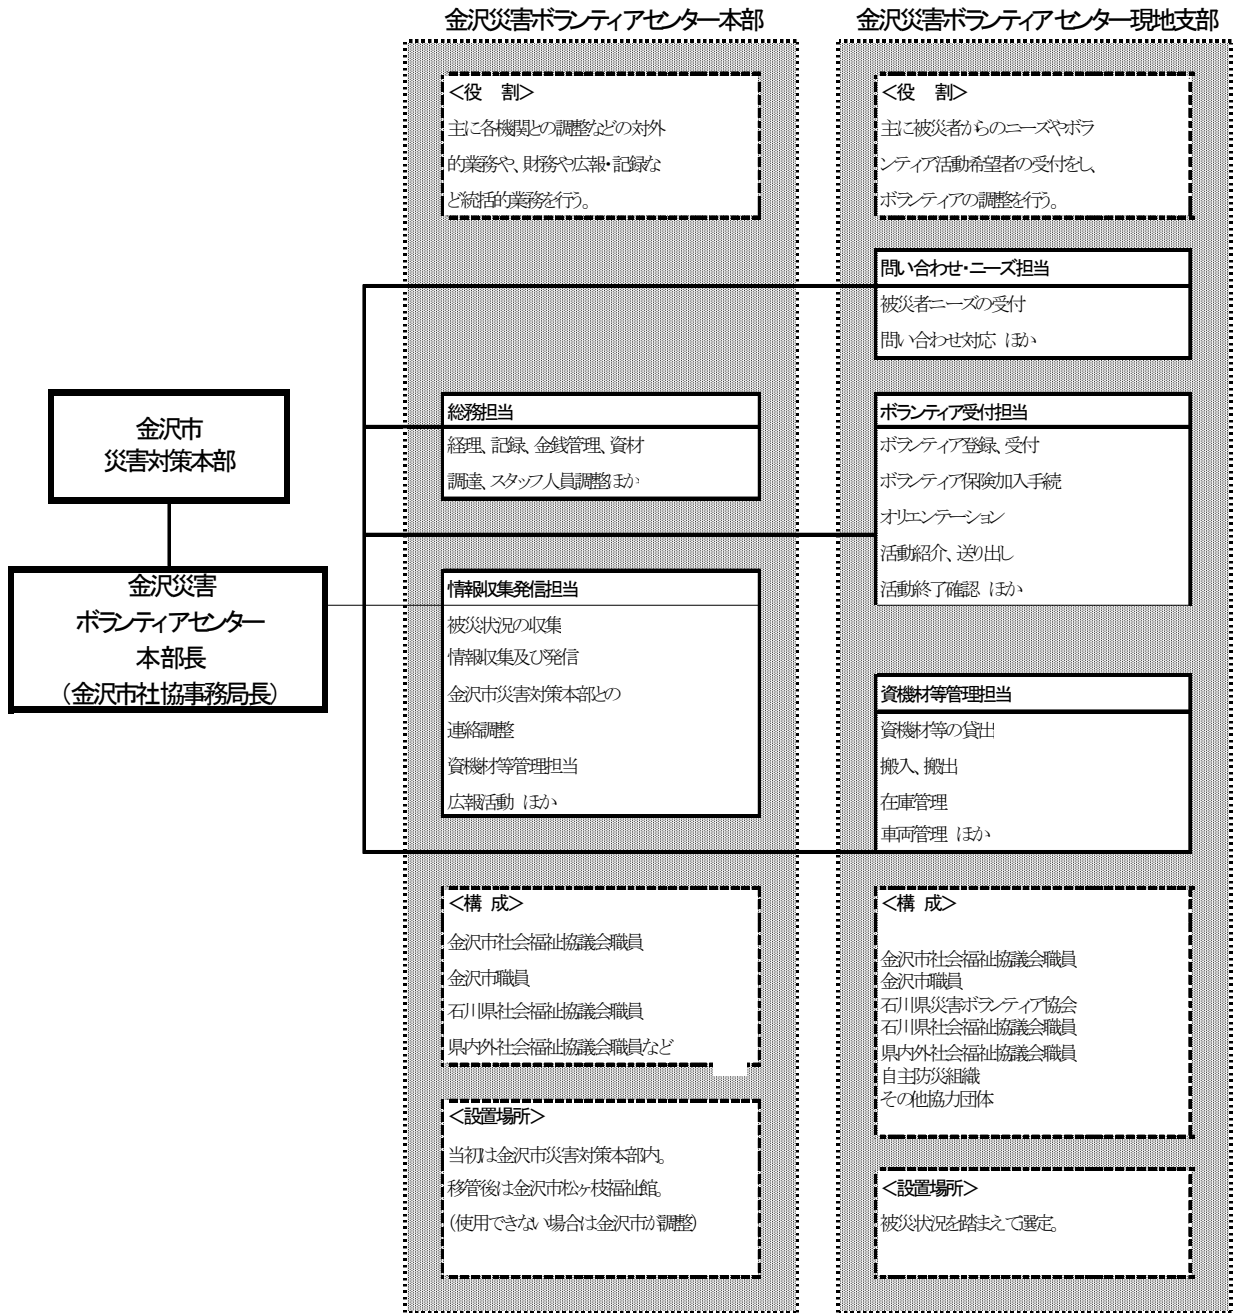 金沢災害ボランティアセンター本部
金沢災害ボランティアセンター現地支部
金沢市
災害対策本部
金沢災害
ボランティアセンター
本部長
（金沢市社協事務局長）
＜役　割＞
主に各機関との調整などの対外
的業務や、財務や広報・記録な
ど統括的業務を行う。
総務担当
経理、記録、金銭管理、資材
調達、スタッフ人員調整ほか
情報収集発信担当
被災状況の収集
情報収集及び発信
金沢市災害対策本部との
連絡調整
資機材等管理担当
広報活動 ほか
＜構 成＞
金沢市社会福祉協議会職員
金沢市職員
石川県社会福祉協議会職員
県内外社会福祉協議会職員など
＜設置場所＞
当初は金沢市災害対策本部内。
移管後は金沢市松ヶ枝福祉館。
（使用できない場合は金沢市が調整）
＜役　割＞
主に被災者からのニーズやボラ
ンティア活動希望者の受付をし、
ボランティアの調整を行う。
問い合わせ・ニーズ担当
被災者ニーズの受付
問い合わせ対応 ほか
ボランティア受付担当
ボランティア登録、受付
ボランティア保険加入手続
オリエンテーション
活動紹介、送り出し
活動終了確認 ほか
資機材等管理担当
資機材等の貸出
搬入、搬出
在庫管理
車両管理 ほか
＜構 成＞
金沢市社会福祉協議会職員
金沢市職員
石川県災害ボランティア協会
石川県社会福祉協議会職員
県内外社会福祉協議会職員
自主防災組織
その他協力団体
＜設置場所＞
被災状況を踏まえて選定。